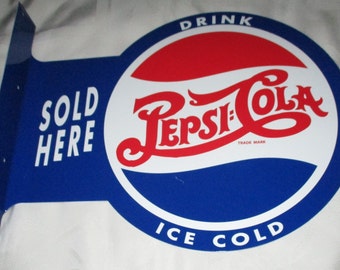 DRINK
SOLD
HERE
PEPSI:COLA
TRADE MARK
ICE COLD